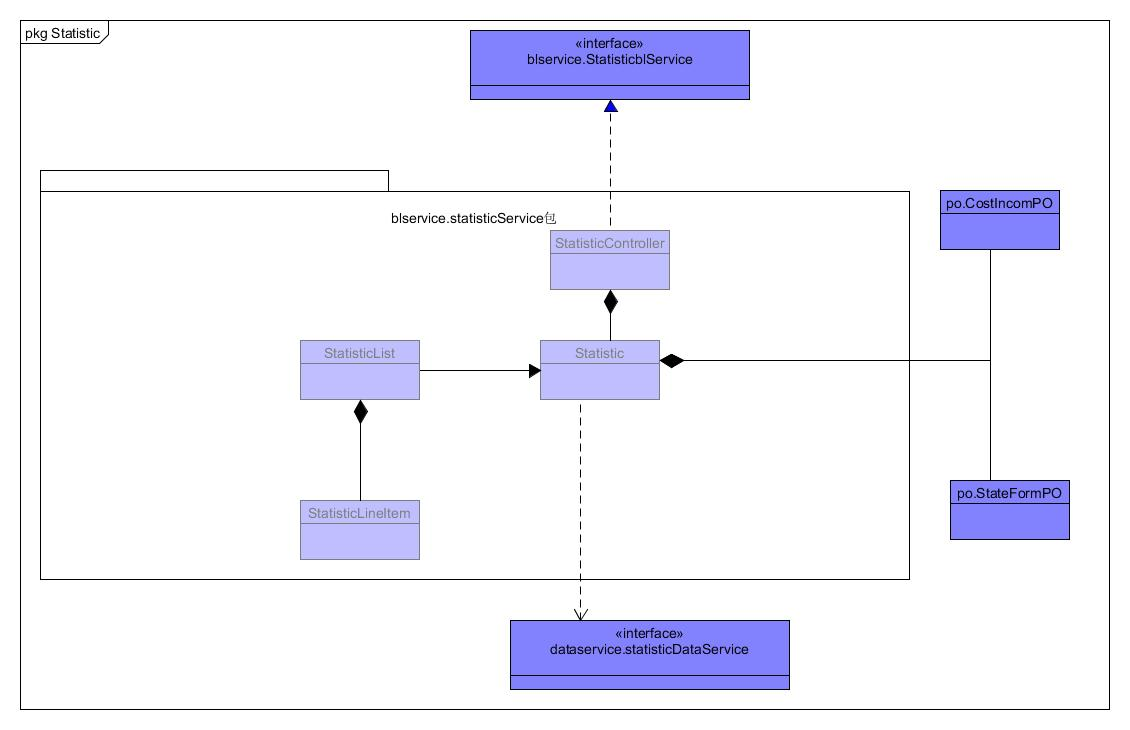 pkg Statistic
«interface»
blservice.StatisticblService
blservice.statisticService包
po.CostIncomPO
StatisticController
StatisticList
Statistic
StatisticLineItem
po.StateFormPO
«interface»
dataservice.statisticDataService